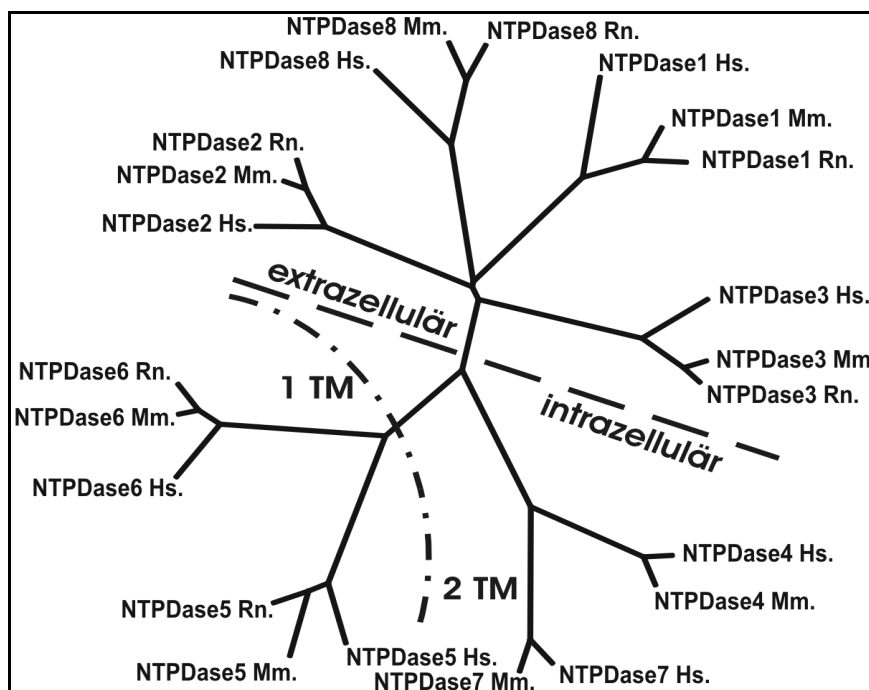 NTPDase8 Mm.
NTPDase8 Rn.
NTPDase8 Hs.
NTPDase1 Hs.
NTPDase1 Mm.
NTPDase1 Rn.
NTPDase2 Rn.
NTPDase2 Mm.
NTPDase2 Hs.
extrazellulär
NTPDase3 Hs.
NTPDase3 Mm
NTPDase3 Rn.
intrazellulär
1 TM
NTPDase6 Rn.
NTPDase6 Mm.
NTPDase6 Hs.
NTPDase4 Hs.
NTPDase4 Mm.
2 TM
NTPDase5 Rn.
NTPDase5 Mm.
NTPDase5 Hs.
NTPDase7 Mm.
NTPDase7 Hs.